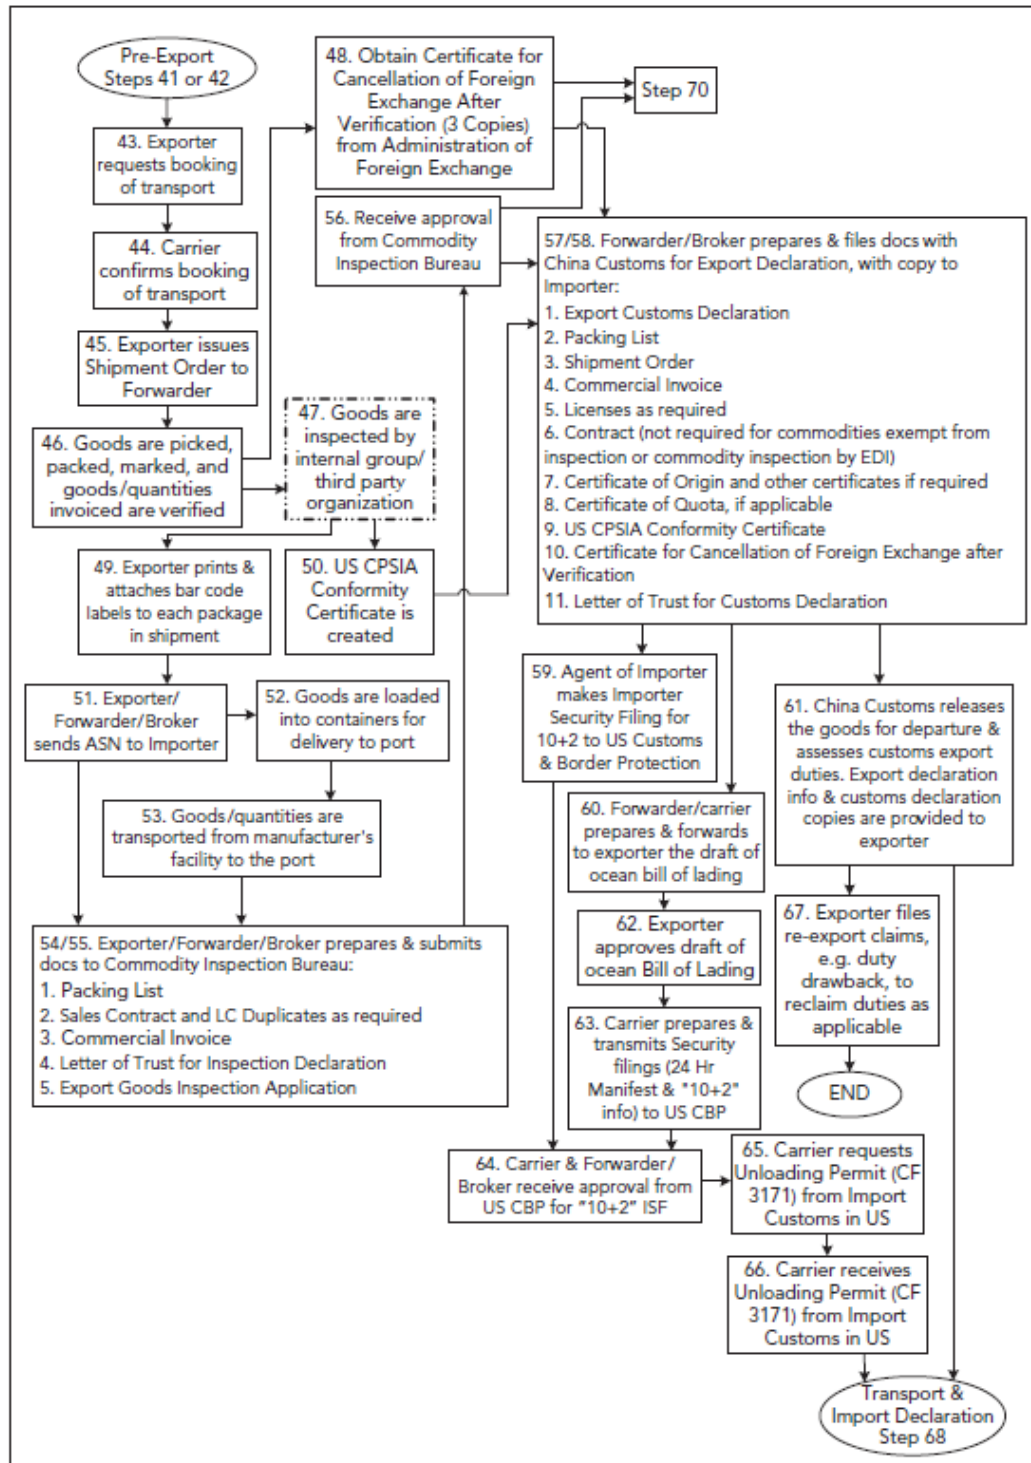 Pre-Export
Steps 41 or 42
43. Exporter
requests booking
of transport
44. Carrier
confirms booking
of transport
45. Exporter issues
Shipment Order to
Forwarder
46. Goods are picked,
packed, marked, and
goods/quantities
invoiced are verified
47. Goods are
inspected by
internal group/
third party
organization
48. Obtain Certificate for
Cancellation of Foreign
Exchange After
Verification (3 Copies)
from Administration of
Foreign Exchange
Step 70
49. Exporter prints &
attaches bar code
labels to each package
in shipment
50. US CPSIA
Conformity
Certificate is
created
51. Exporter/
Forwarder/Broker
sends ASN to Importer
52. Goods are loaded
into containers for
delivery to port
53. Goods/quantities are
transported from manufacturer's
facility to the port
54/55. Exporter/Forwarder/Broker prepares & submits
docs to Commodity Inspection Bureau:
1. Packing List
2. Sales Contract and LC Duplicates as required
3. Commercial Invoice
4. Letter of Trust for Inspection Declaration
5. Export Goods Inspection Application
56. Receive approval
from Commodity
Inspection Bureau
57/58. Forwarder/Broker prepares & files docs with
China Customs for Export Declaration, with copy to
Importer:
1. Export Customs Declaration
2. Packing List
3. Shipment Order
4. Commercial Invoice
5. Licenses as required
6. Contract (not required for commodities exempt from
inspection or commodity inspection by EDI)
7. Certificate of Origin and other certificates if required
8. Certificate of Quota, if applicable
9. US CPSIA Conformity Certificate
10. Certificate for Cancellation of Foreign Exchange after
Verification
11. Letter of Trust for Customs Declaration
59. Agent of Importer
makes Importer
Security Filing for
10+2 to US Customs
& Border Protection
60. Forwarder/carrier
prepares & forwards
to exporter the draft of
ocean bill of lading
61. China Customs releases
the goods for departure &
assesses customs export
duties. Export declaration
info & customs declaration
copies are provided to
exporter
62. Exporter
approves draft of
ocean Bill of Lading
63. Carrier prepares &
transmits Security
filings (24 Hr
Manifest & "10+2"
info) to US CBP
67. Exporter files
re-export claims,
e.g. duty
drawback, to
reclaim duties as
applicable
END
64. Carrier & Forwarder/
Broker receive approval from
US CBP for "10+2" ISF
65. Carrier requests
Unloading Permit (CF
3171) from Import
Customs in US
66. Carrier receives
Unloading Permit (CF
3171) from Import
Customs in US
Transport &
Import Declaration
Step 68